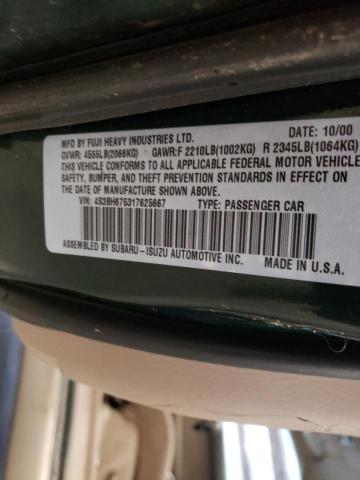 MFD BY FUJI HEAVY INDUSTRIES LTD. DATE: 10/00
GVWR: 4555LB(2066KG) GAWR:F 2210LB(1002KG) R 2345LB(1064KG)
THIS VEHICLE CONFORMS TO ALL APPLICABLE FEDERAL MOTOR VEHICLE
SAFETY, BUMPER, AND THEFT PREVENTION STANDARDS IN EFFECT ON
THE DATE OF MANUFACTURE SHOWN ABOVE.
VIN: 4S3BH675317625667 TYPE: PASSENGER CAR
ASSEMBLED BY SUBARU-ISUZU AUTOMOTIVE INC. MADE IN U.S.A.